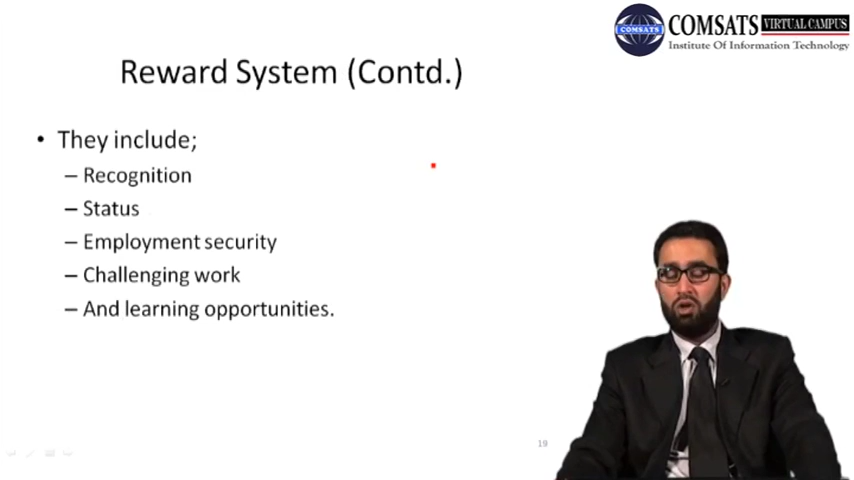 COMSATS VIRTUAL CAMPUS
Institute Of Information Technology
COMSATS
Reward System (Contd.)
• They include;
– Recognition
– Status
– Employment security
– Challenging work
– And learning opportunities.
19